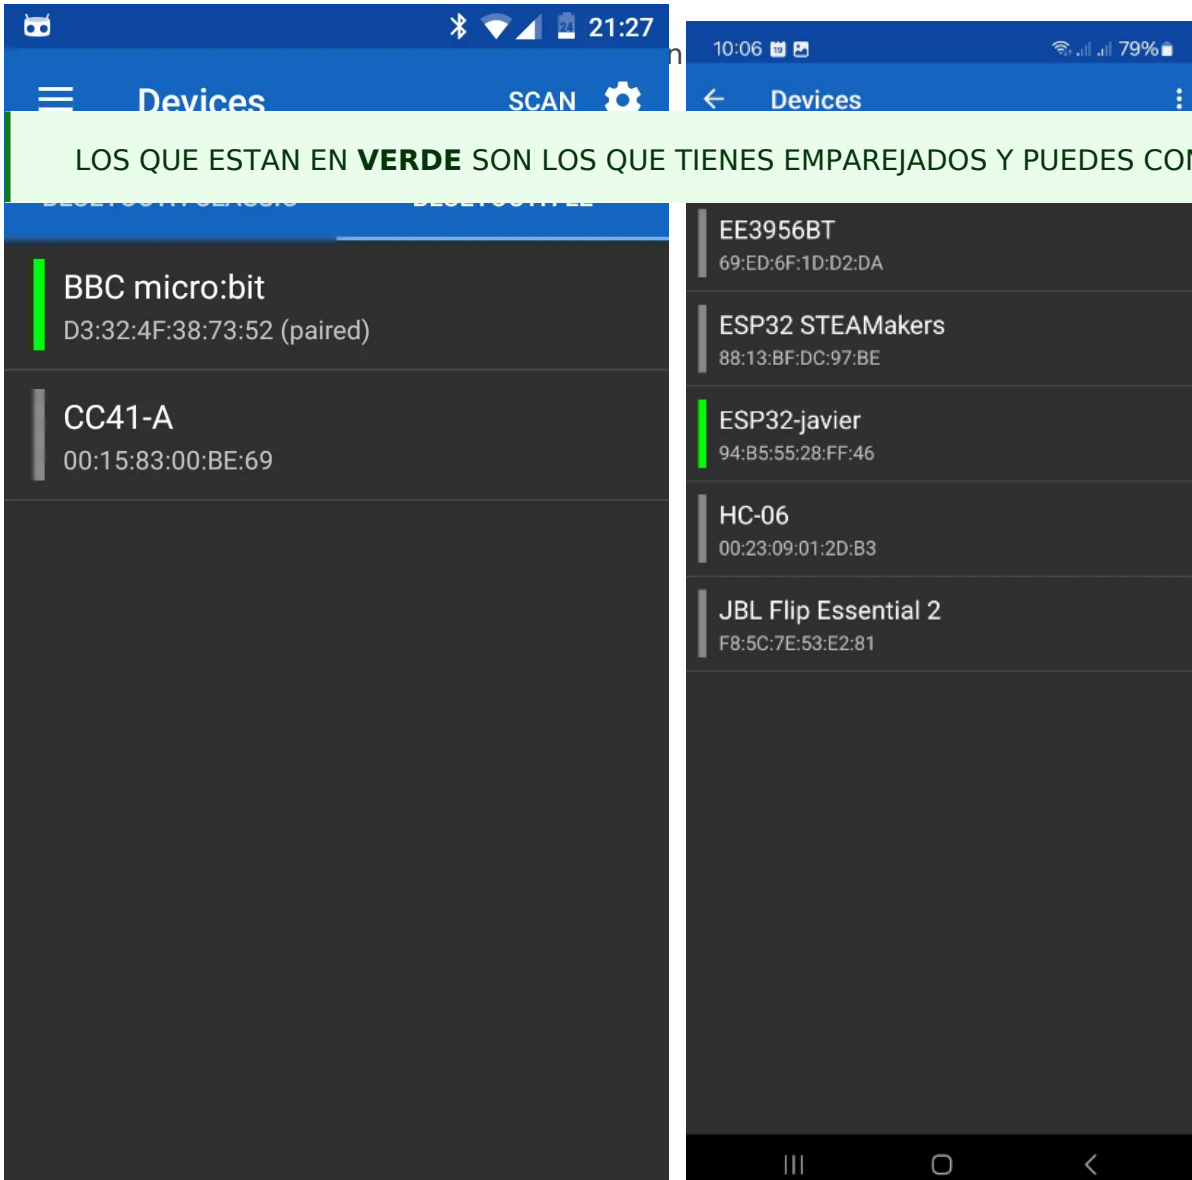 24 21:27
n
Devices SCAN
10:06 19 79%
Devices
LOS QUE ESTAN EN VERDE SON LOS QUE TIENES EMPAREJADOS Y PUEDES
BBC micro:bit
D3:32:4F:38:73:52 (paired)
CC41-A
00:15:83:00:BE:69
EE3956BT
69:ED:6F:1D:D2:DA
ESP32 STEAMakers
88:13:BF:DC:97:BE
ESP32-javier
94:B5:55:28:FF:46
HC-06
00:23:09:01:2D:B3
JBL Flip Essential 2
F8:5C:7E:53:E2:81